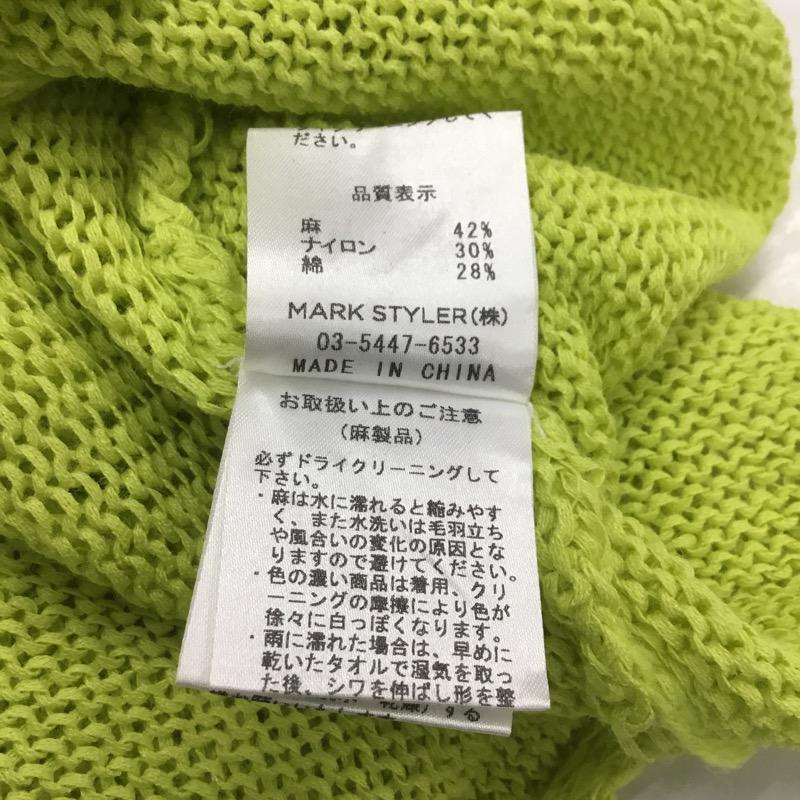 ださい。
品質表示
麻 42%
ナイロン 30%
綿 28%
MARK STYLER(株)
03-5447-6533
MADE IN CHINA
お取扱い上のご注意
(麻製品)
必ずドライクリーニングして
下さい。
・麻は水に濡れると縮みやす
く、また水洗いは毛羽立ち
や風合いの変化の原因とな
りますので避けてください。
・色の濃い商品は着用、クリ
ーニングの摩擦により色が
徐々に白っぽくなります。
・雨に濡れた場合は、早めに
乾いたタオルで湿気を取っ
た後、シワを伸ばし形を整